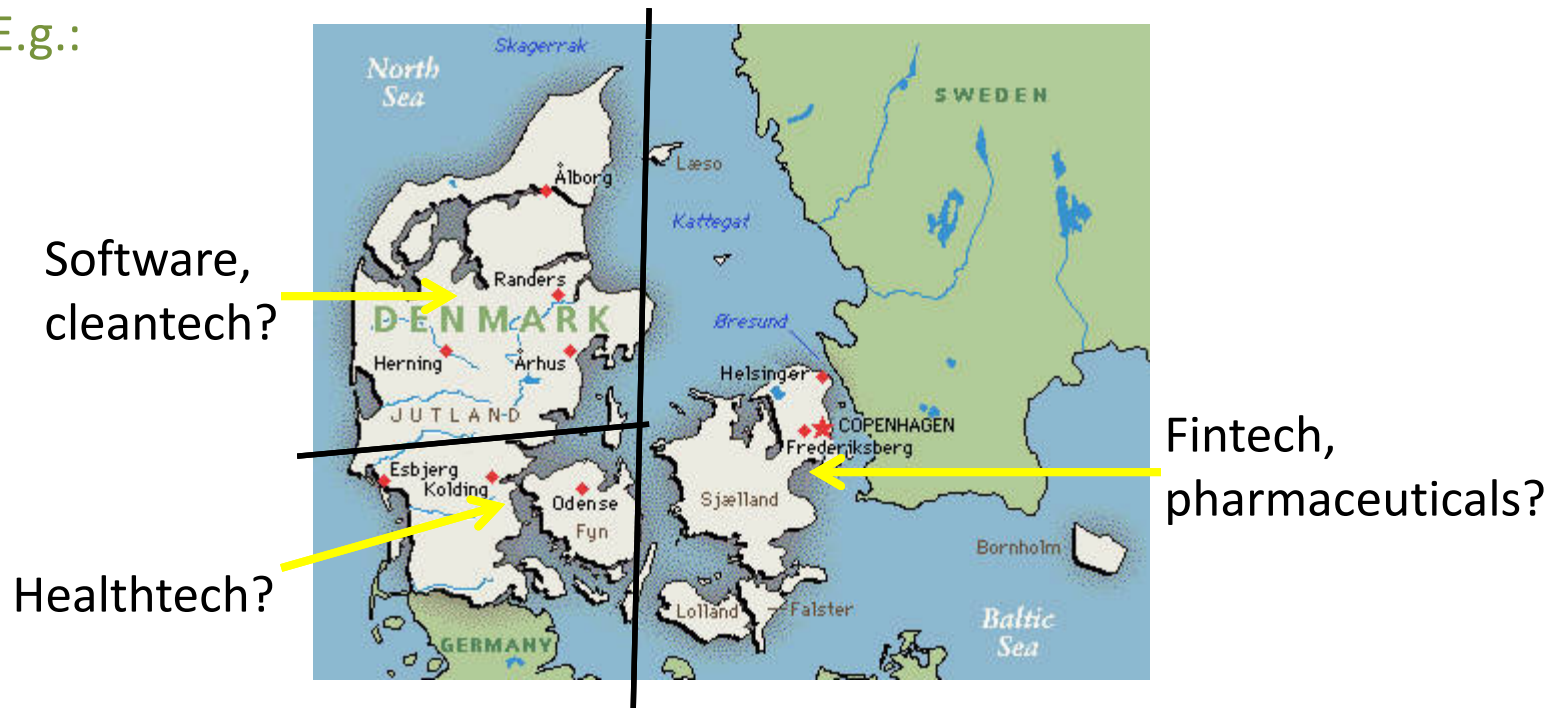 E.g.:
Skagerrak
North
Sea
SWEDEN
Ålborg
Læso
Kattegat
Software,
cleantech?
Randers
DENMARK
Øresund
Herning
Århus
Helsingør
JUTLAND
COPENHAGEN
Frederiksberg
Fintech,
pharmaceuticals?
Esbjerg
Kolding
Odense
Sjælland
Fyn
Bornholm
Healthtech?
Lolland
Falster
Baltic
Sea
GERMANY